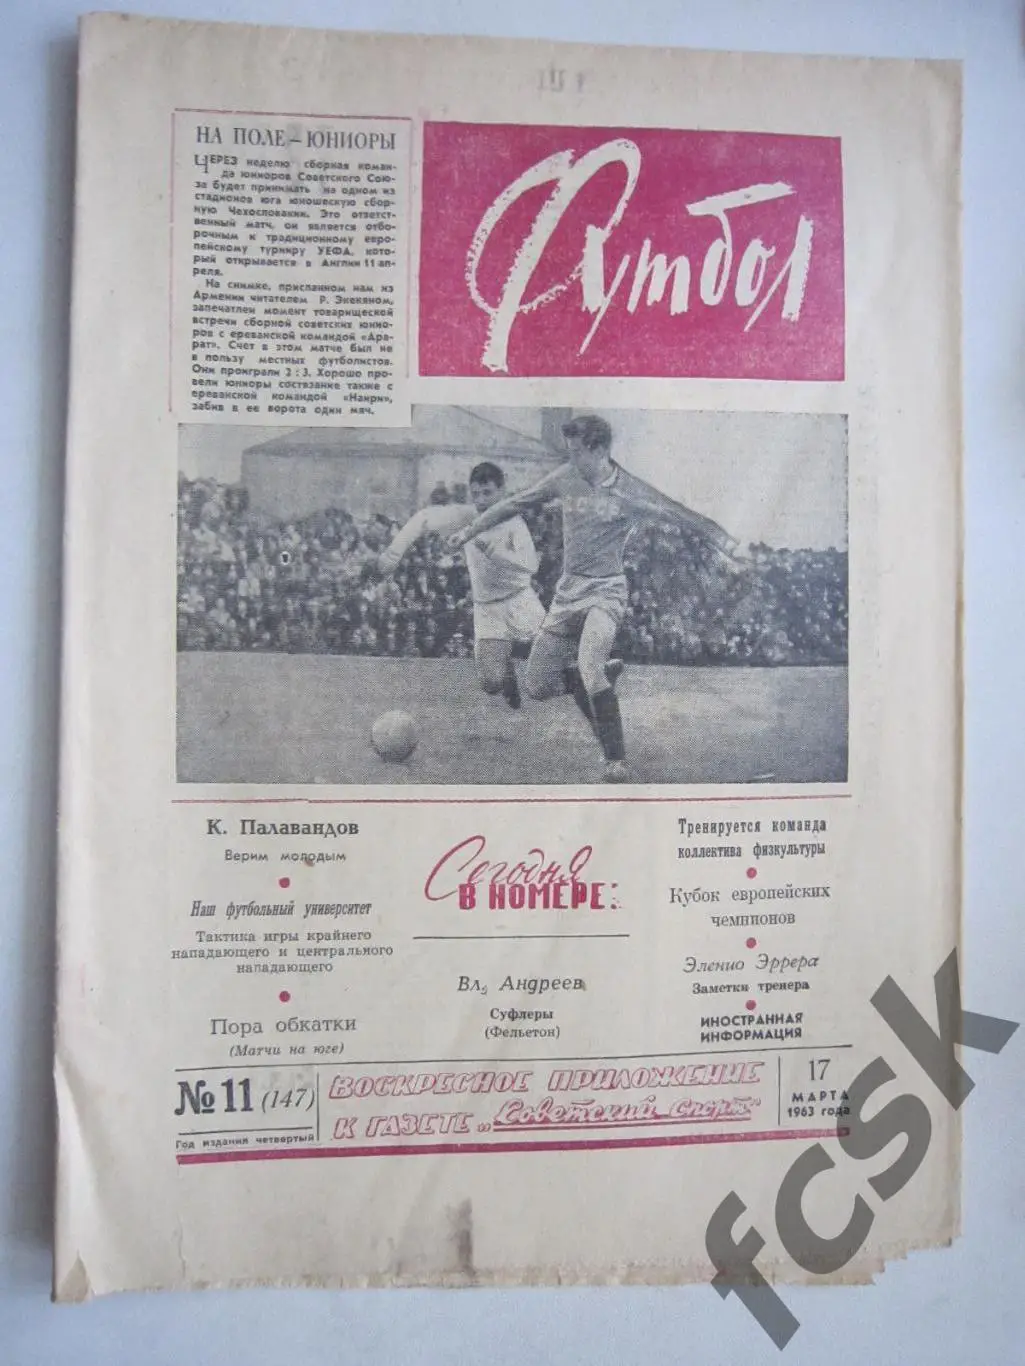 НА ПОЛЕ — ЮНИОРЫ
ЧЕРЕЗ неделю сборная коман-
да юниоров Советского Сою-
за будет принимать на одном из
стадионов юга юношескую сбор-
ную Чехословакии. Это ответст-
венный матч, он является отбо-
рочным к традиционному евро-
пейскому турниру УЕФА, кото-
рый открывается в Англии 11 ап-
реля.
На снимке, присланном нам из
Армении читателем Р. Экекяном,
запечатлен момент товарищеской
встречи сборной советских юнио-
ров с ереванской командой «Ара-
рат». Счет в этом матче был не
в пользу местных футболистов.
Они проиграли 2 : 3. Хорошо про-
вели юниоры состязание также с
ереванской командой «Наири»,
забив в ее ворота один мяч.
Футбол
СССР
К. Палавандов
Верим молодым
Наш футбольный университет
Тактика игры крайнего
нападающего и центрального
нападающего
Пора обкатки
(Матчи на юге)
Сегодня
В НОМЕРЕ:
Вл. Андреев
Суфлеры
(Фельетон)
Тренируется команда
коллектива физкультуры
Кубок европейских
чемпионов
Эленио Эррера
Заметки тренера
ИНОСТРАННАЯ
ИНФОРМАЦИЯ
№ 11 (147)
Год издания четвертый
ВОСКРЕСНОЕ ПРИЛОЖЕНИЕ
К ГАЗЕТЕ „Советский спорт“
17
МАРТА
1963 года
fcsk